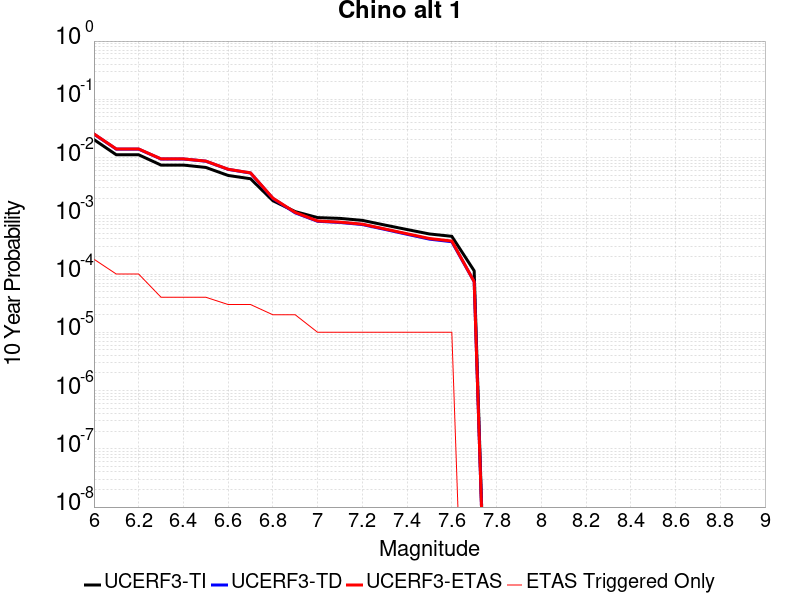 Chino alt 1
10 Year Probability
10^0
10^-1
10^-2
10^-3
10^-4
10^-5
10^-6
10^-7
10^-8
6 6.2 6.4 6.6 6.8 7 7.2 7.4 7.6 7.8 8 8.2 8.4 8.6 8.8 9
Magnitude
UCERF3-TI UCERF3-TD UCERF3-ETAS ETAS Triggered Only